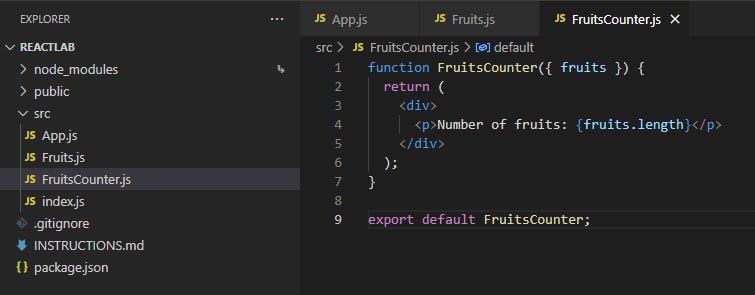 EXPLORER
REACTLAB
node_modules
public
src
JS App.js
JS Fruits.js
JS FruitsCounter.js
JS index.js
.gitignore
INSTRUCTIONS.md
{} package.json
JS App.js JS Fruits.js JS FruitsCounter.js
src > JS FruitsCounter.js > default
1 function FruitsCounter({ fruits }) {
2 return (
3 <div>
4 <p>Number of fruits: {fruits.length}</p>
5 </div>
6 );
7 }
8
9 export default FruitsCounter;